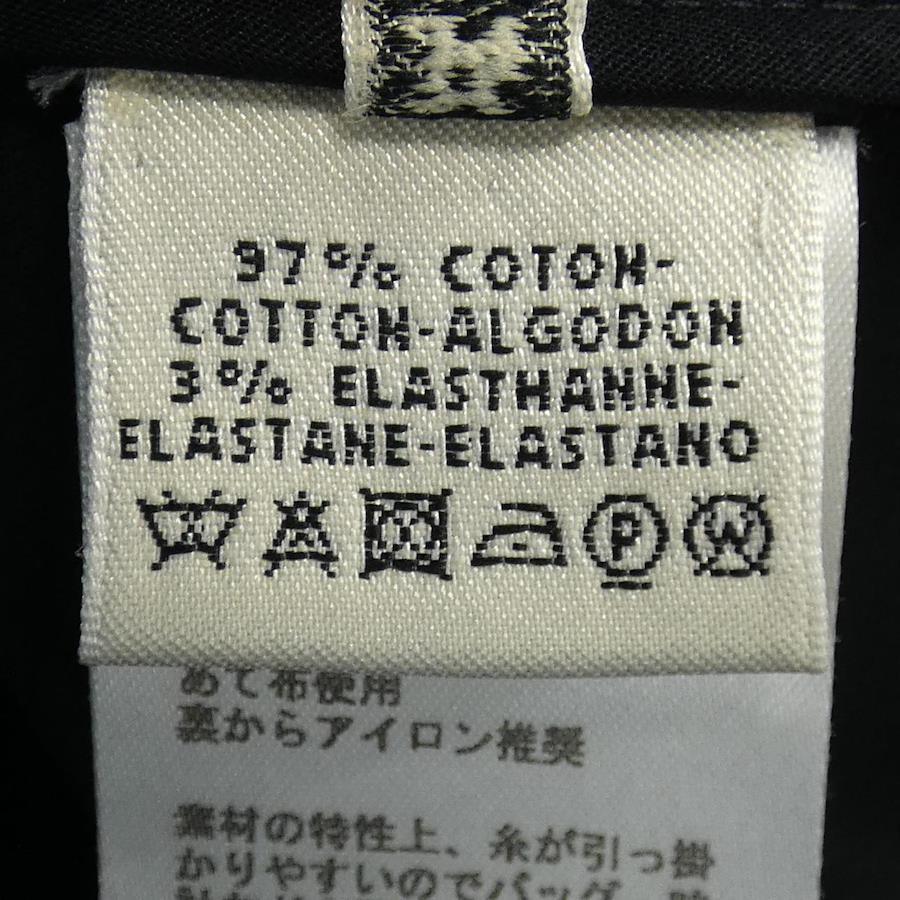 97% COTON-
COTTON-ALGODON
3% ELASTHANNE-
ELASTANE-ELASTANO
P W
あて布使用
裏からアイロン推奨
素材の特性上、糸が引っ掛
かりやすいのでバッグ、